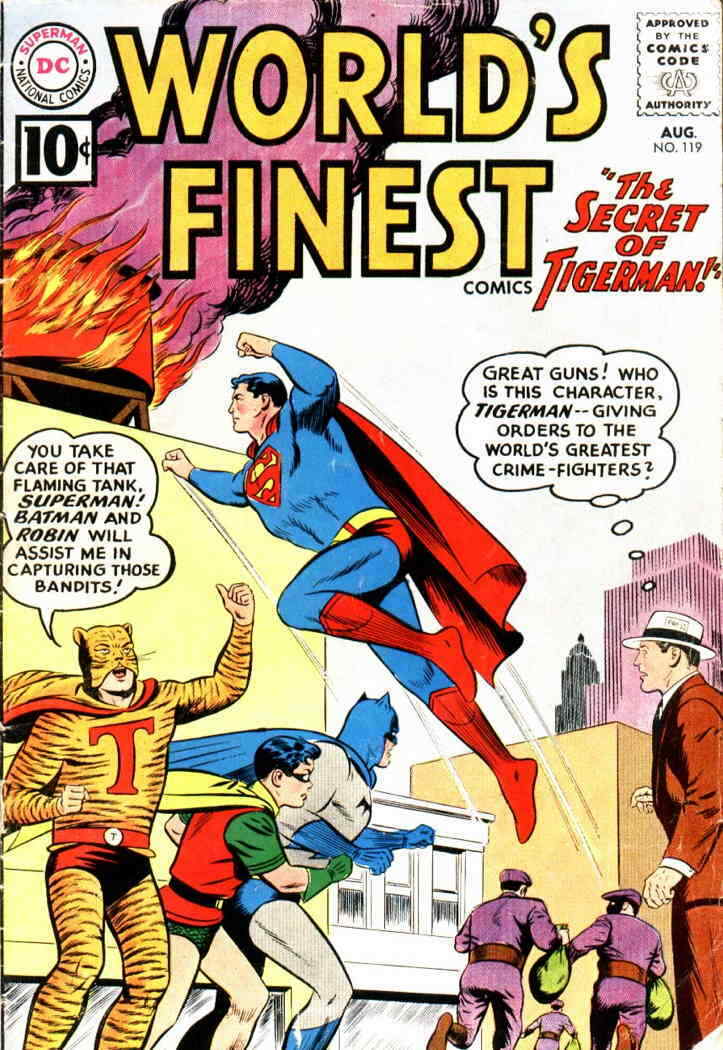 SUPERMAN
DC
NATIONAL COMICS
10¢
WORLD'S
FINEST
COMICS
APPROVED
BY THE
COMICS
CODE
CA
AUTHORITY
AUG.
NO. 119
"The
SECRET
OF
TIGERMAN!"
GREAT GUNS! WHO
IS THIS CHARACTER,
TIGERMAN--GIVING
ORDERS TO THE
WORLD'S GREATEST
CRIME-FIGHTERS?
YOU TAKE
CARE OF THAT
FLAMING TANK,
SUPERMAN!
BATMAN AND
ROBIN WILL
ASSIST ME IN
CAPTURING THOSE
BANDITS!
S
T
T
PRESS